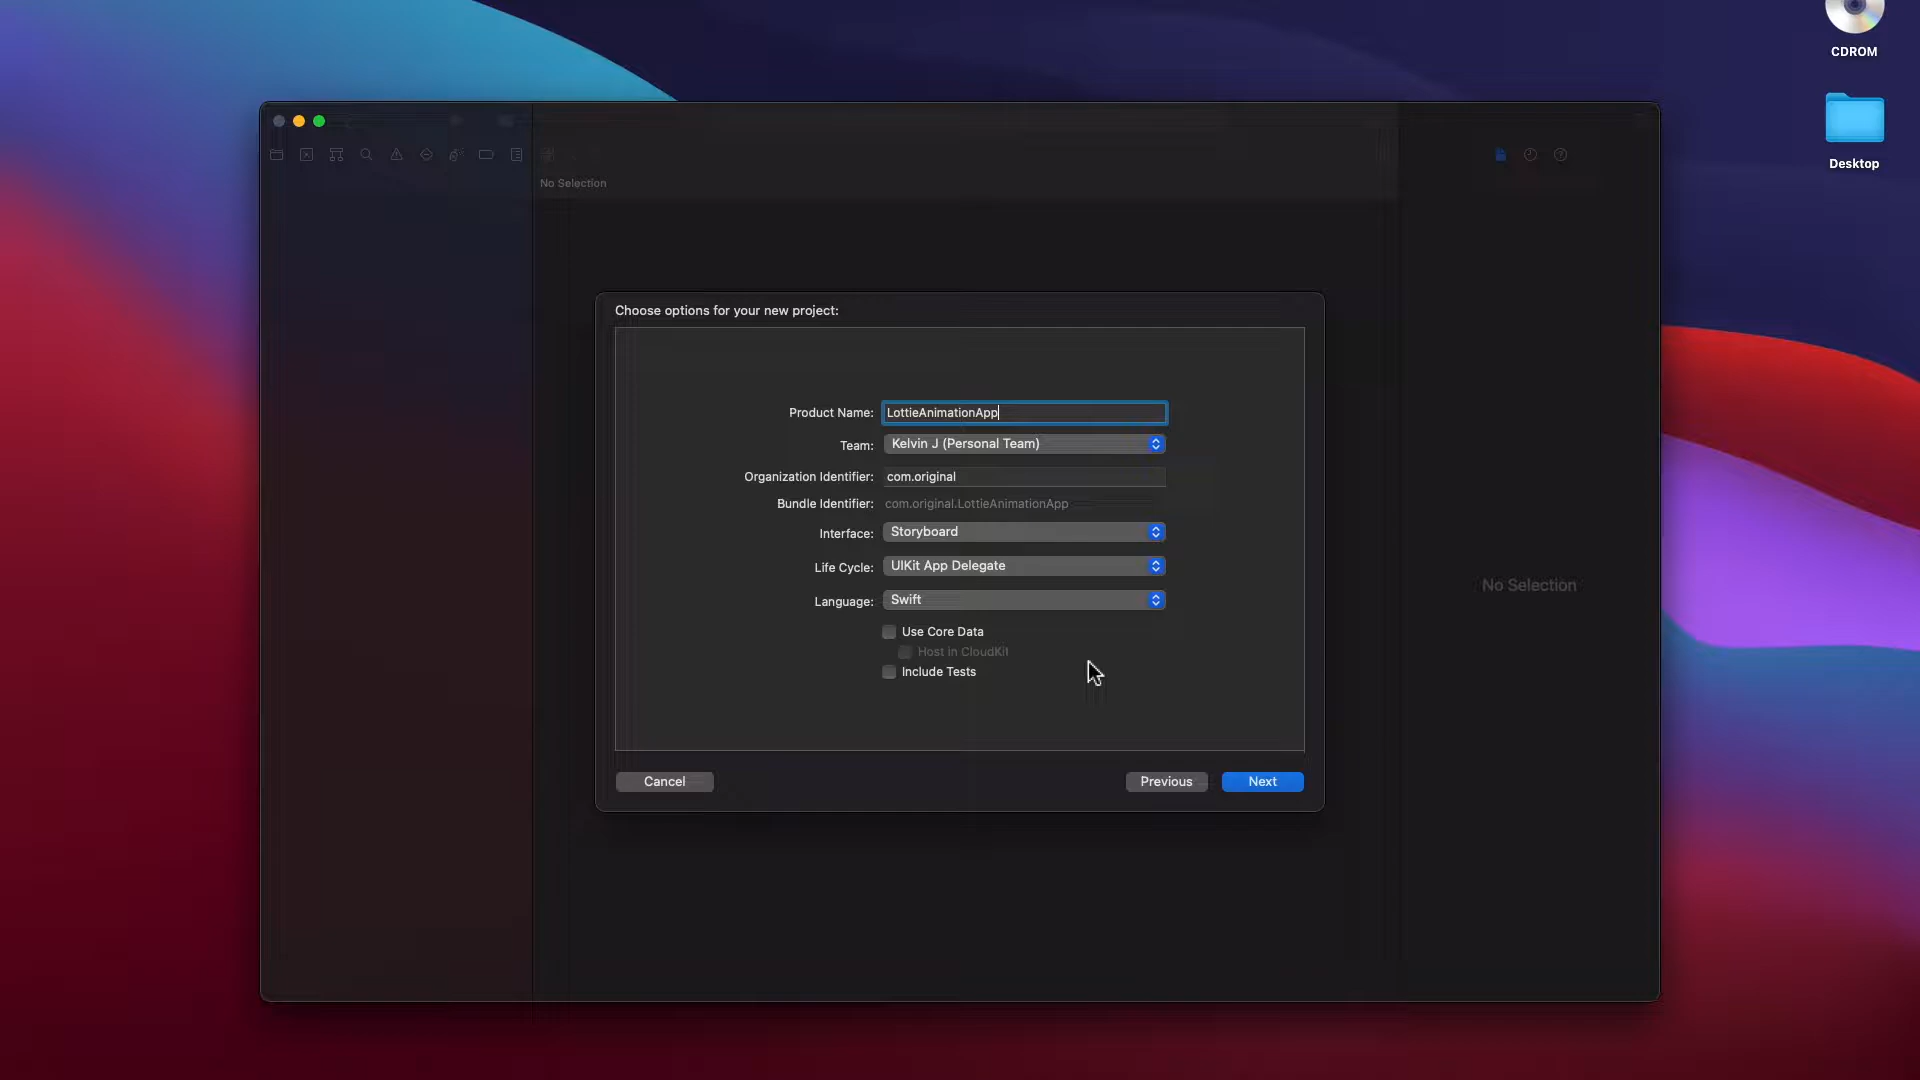 CDROM
Desktop
No Selection
Choose options for your new project:
Product Name: LottieAnimationApp
Team: Kelvin J (Personal Team)
Organization Identifier: com.original
Bundle Identifier: com.original.LottieAnimationApp
Interface: Storyboard
Life Cycle: UIKit App Delegate
Language: Swift
Use Core Data
Host in CloudKit
Include Tests
No Selection
Cancel
Previous
Next